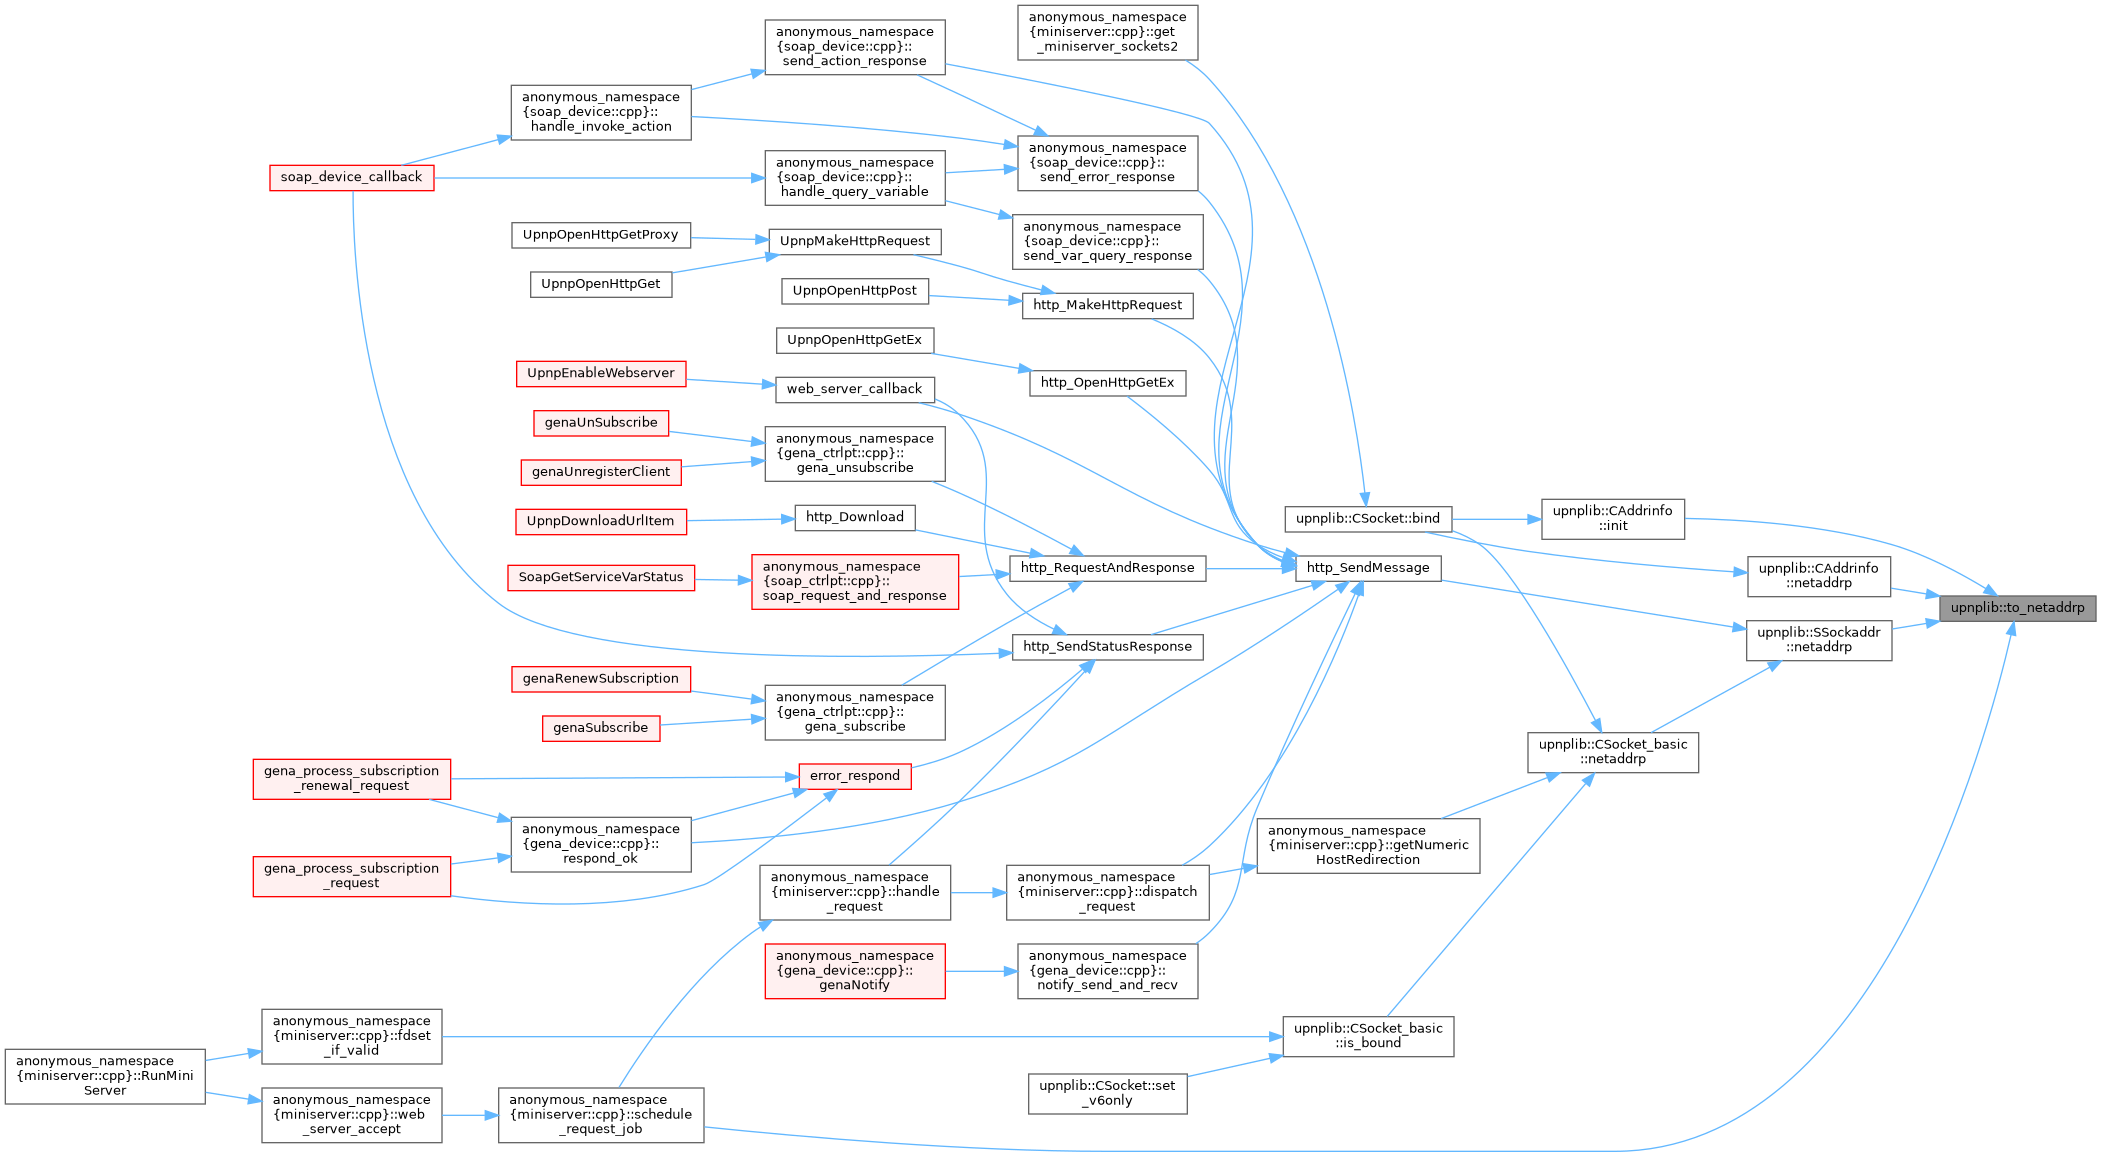 anonymous_namespace
{miniserver::cpp}::get
_miniserver_sockets2
anonymous_namespace
{soap_device::cpp}::
send_action_response
anonymous_namespace
{soap_device::cpp}::
handle_invoke_action
anonymous_namespace
{soap_device::cpp}::
send_error_response
soap_device_callback
anonymous_namespace
{soap_device::cpp}::
handle_query_variable
UpnpOpenHttpGetProxy
UpnpMakeHttpRequest
anonymous_namespace
{soap_device::cpp}::
send_var_query_response
UpnpOpenHttpGet
UpnpOpenHttpPost
http_MakeHttpRequest
UpnpOpenHttpGetEx
http_OpenHttpGetEx
UpnpEnableWebserver
web_server_callback
genaUnSubscribe
anonymous_namespace
{gena_ctrlpt::cpp}::
gena_unsubscribe
genaUnregisterClient
UpnpDownloadUrlItem
http_Download
upnplib::CSocket::bind
upnplib::CAddrinfo
::init
SoapGetServiceVarStatus
anonymous_namespace
{soap_ctrlpt::cpp}::
soap_request_and_response
http_RequestAndResponse
http_SendMessage
upnplib::CAddrinfo
::netaddrp
upnplib::to_netaddrp
upnplib::SSockaddr
::netaddrp
http_SendStatusResponse
genaRenewSubscription
anonymous_namespace
{gena_ctrlpt::cpp}::
gena_subscribe
genaSubscribe
upnplib::CSocket_basic
::netaddrp
gena_process_subscription
_renewal_request
error_respond
anonymous_namespace
{gena_device::cpp}::
respond_ok
anonymous_namespace
{miniserver::cpp}::getNumeric
HostRedirection
gena_process_subscription
_request
anonymous_namespace
{miniserver::cpp}::handle
_request
anonymous_namespace
{miniserver::cpp}::dispatch
_request
anonymous_namespace
{gena_device::cpp}::
genaNotify
anonymous_namespace
{gena_device::cpp}::
notify_send_and_recv
anonymous_namespace
{miniserver::cpp}::fdset
_if_valid
upnplib::CSocket_basic
::is_bound
anonymous_namespace
{miniserver::cpp}::RunMini
Server
upnplib::CSocket::set
_v6only
anonymous_namespace
{miniserver::cpp}::web
_server_accept
anonymous_namespace
{miniserver::cpp}::schedule
_request_job